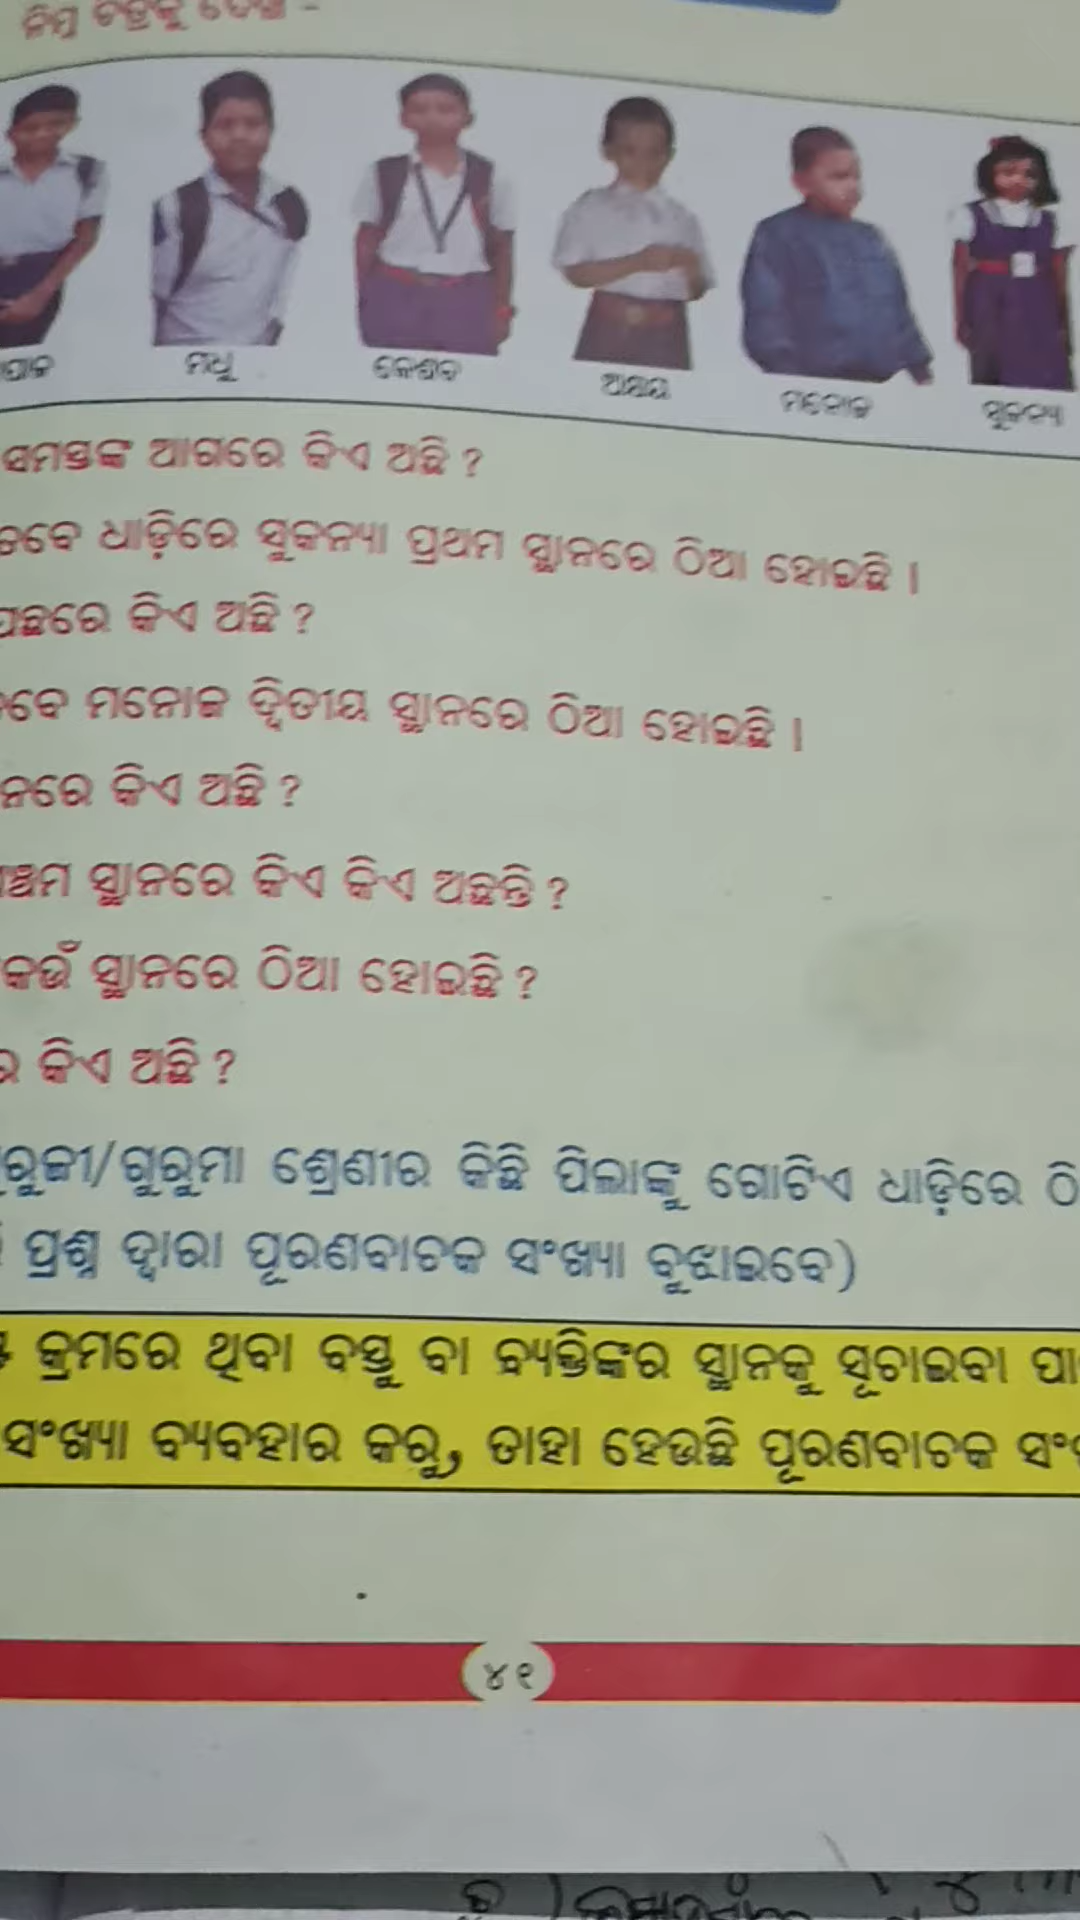 ନିମ୍ନ ଚିତ୍ରକୁ ଦେଖ -
ମଧୁ
କେଶବ
ଅକ୍ଷୟ
ମନୋଜ
ସୁକନ୍ୟା
ସମସ୍ତଙ୍କ ଆଗରେ କିଏ ଅଛି ?
ତେବେ ଧାଡ଼ିରେ ସୁକନ୍ୟା ପ୍ରଥମ ସ୍ଥାନରେ ଠିଆ ହୋଇଛି ।
ପଛରେ କିଏ ଅଛି ?
ତେବେ ମନୋଜ ଦ୍ୱିତୀୟ ସ୍ଥାନରେ ଠିଆ ହୋଇଛି ।
ନରେ କିଏ ଅଛି ?
ଞ୍ଚମ ସ୍ଥାନରେ କିଏ କିଏ ଅଛନ୍ତି ?
କେଉଁ ସ୍ଥାନରେ ଠିଆ ହୋଇଛି ?
ର କିଏ ଅଛି ?
ରୁଜୀ/ଗୁରୁମା ଶ୍ରେଣୀର କିଛି ପିଲାଙ୍କୁ ଗୋଟିଏ ଧାଡ଼ିରେ ଠି
ପ୍ରଶ୍ନ ଦ୍ୱାରା ପୂରଣବାଚକ ସଂଖ୍ୟା ବୁଝାଇବେ)
କ୍ରମରେ ଥିବା ବସ୍ତୁ ବା ବ୍ୟକ୍ତିଙ୍କର ସ୍ଥାନକୁ ସୂଚାଇବା ପା
ସଂଖ୍ୟା ବ୍ୟବହାର କରୁ, ତାହା ହେଉଛି ପୂରଣବାଚକ ସଂ
୪୧